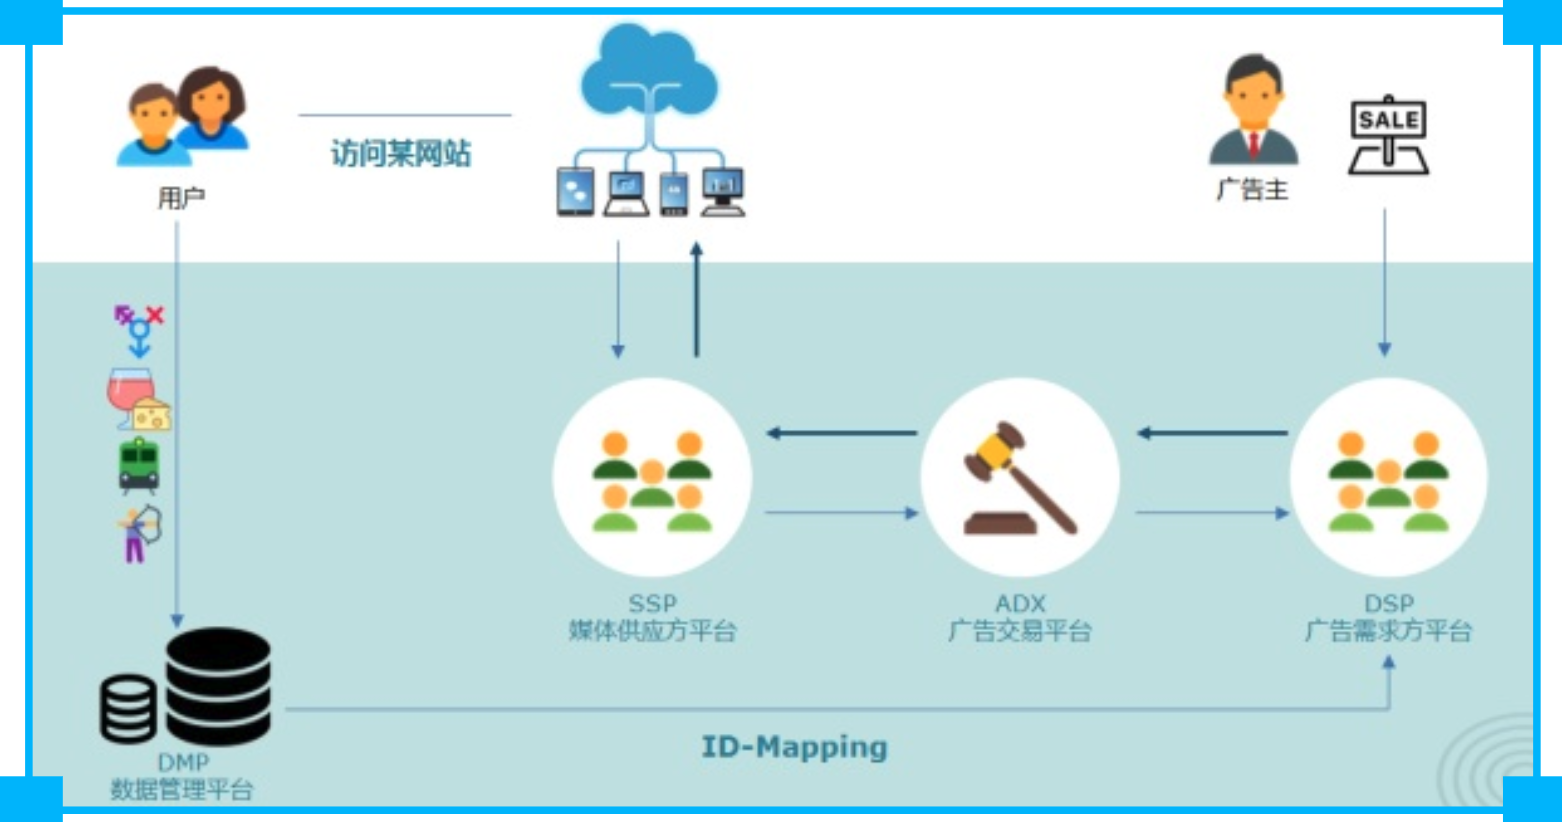 访问某网站
用户
SALE
广告主
SSP
媒体供应方平台
ADX
广告交易平台
DSP
广告需求方平台
ID-Mapping
DMP
数据管理平台